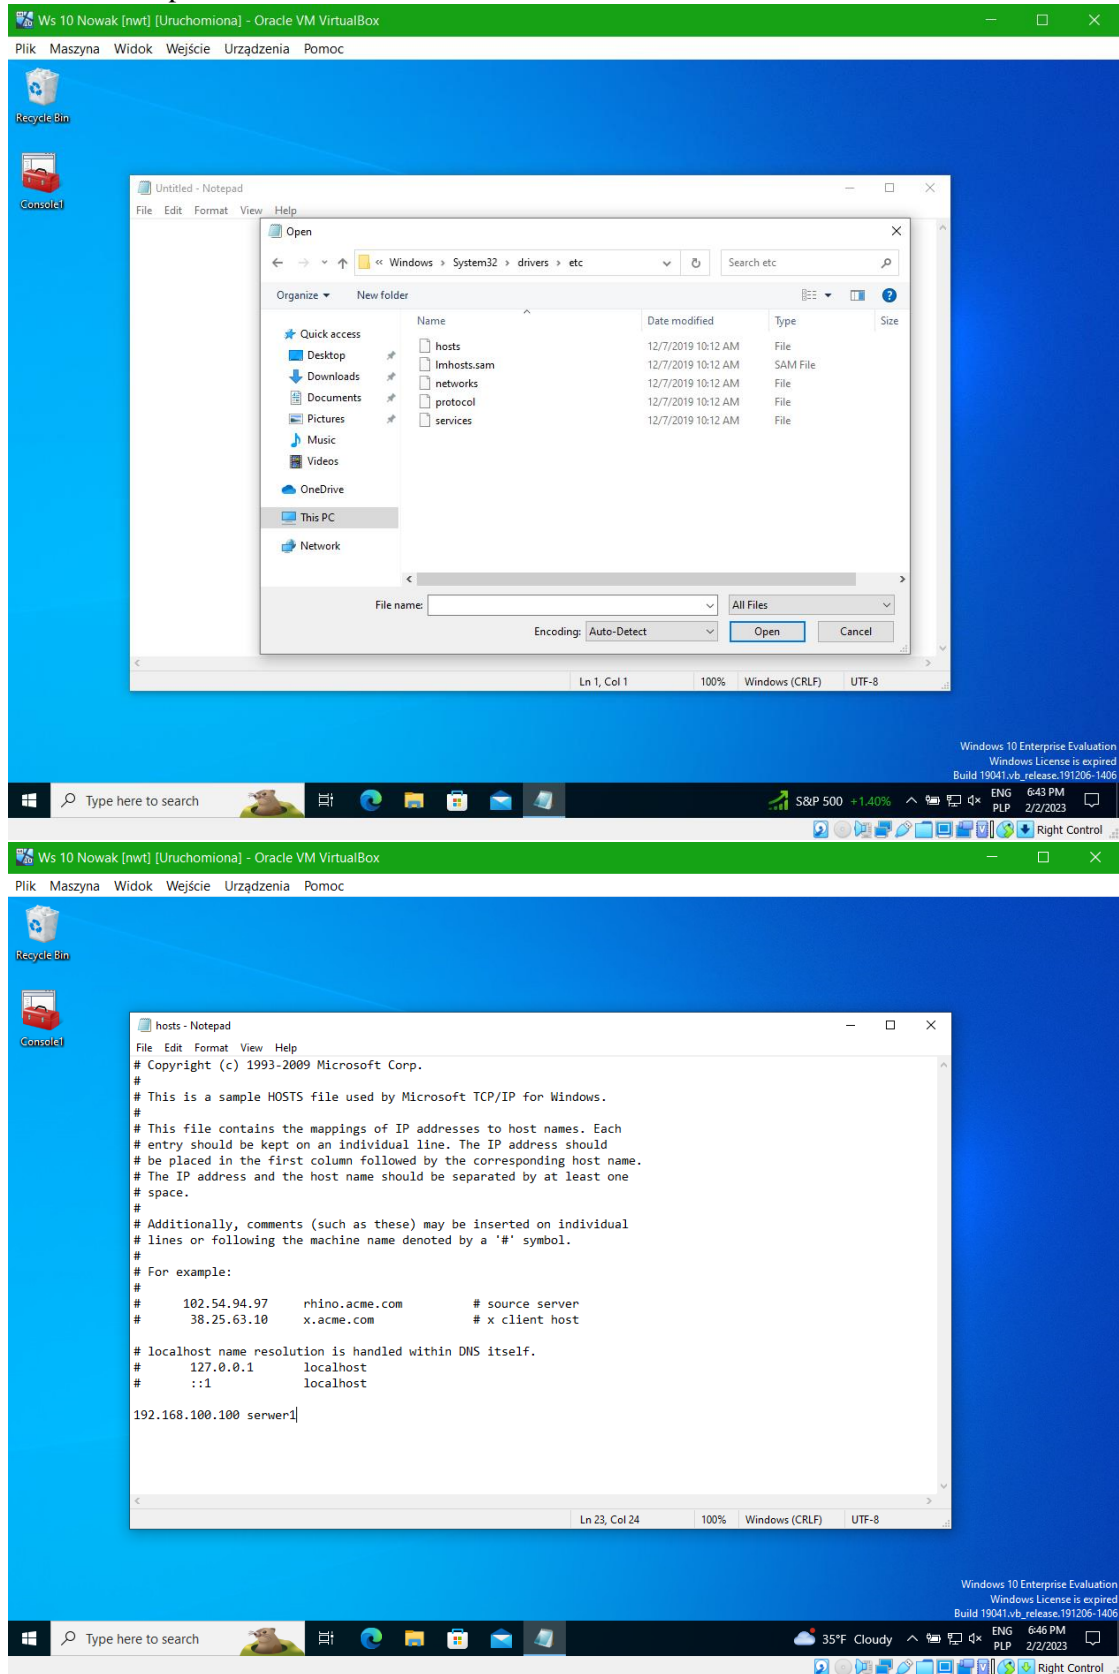 Ws 10 Nowak [nwt] [Uruchomiona] - Oracle VM VirtualBox
Plik Maszyna Widok Wejście Urządzenia Pomoc
Recycle Bin
Console1
Untitled - Notepad
File Edit Format View Help
Open
« Windows > System32 > drivers > etc
Search etc
Organize
New folder
Name
Date modified
Type
Size
Quick access
Desktop
Downloads
Documents
Pictures
Music
Videos
OneDrive
This PC
Network
hosts 12/7/2019 10:12 AM File
lmhosts.sam 12/7/2019 10:12 AM SAM File
networks 12/7/2019 10:12 AM File
protocol 12/7/2019 10:12 AM File
services 12/7/2019 10:12 AM File
File name:
All Files
Encoding: Auto-Detect
Open
Cancel
Ln 1, Col 1
100%
Windows (CRLF)
UTF-8
Windows 10 Enterprise Evaluation
Windows License is expired
Build 19041.vb_release.191206-1406
Type here to search
S&P 500 +1.40%
ENG
PLP
6:43 PM
2/2/2023
Right Control
Ws 10 Nowak [nwt] [Uruchomiona] - Oracle VM VirtualBox
Plik Maszyna Widok Wejście Urządzenia Pomoc
Recycle Bin
Console1
hosts - Notepad
File Edit Format View Help
# Copyright (c) 1993-2009 Microsoft Corp.
#
# This is a sample HOSTS file used by Microsoft TCP/IP for Windows.
#
# This file contains the mappings of IP addresses to host names. Each
# entry should be kept on an individual line. The IP address should
# be placed in the first column followed by the corresponding host name.
# The IP address and the host name should be separated by at least one
# space.
#
# Additionally, comments (such as these) may be inserted on individual
# lines or following the machine name denoted by a '#' symbol.
#
# For example:
#
# 102.54.94.97 rhino.acme.com # source server
# 38.25.63.10 x.acme.com # x client host
# localhost name resolution is handled within DNS itself.
# 127.0.0.1 localhost
# ::1 localhost
192.168.100.100 serwer1
Ln 23, Col 24
100%
Windows (CRLF)
UTF-8
Windows 10 Enterprise Evaluation
Windows License is expired
Build 19041.vb_release.191206-1406
Type here to search
35°F Cloudy
ENG
PLP
6:46 PM
2/2/2023
Right Control